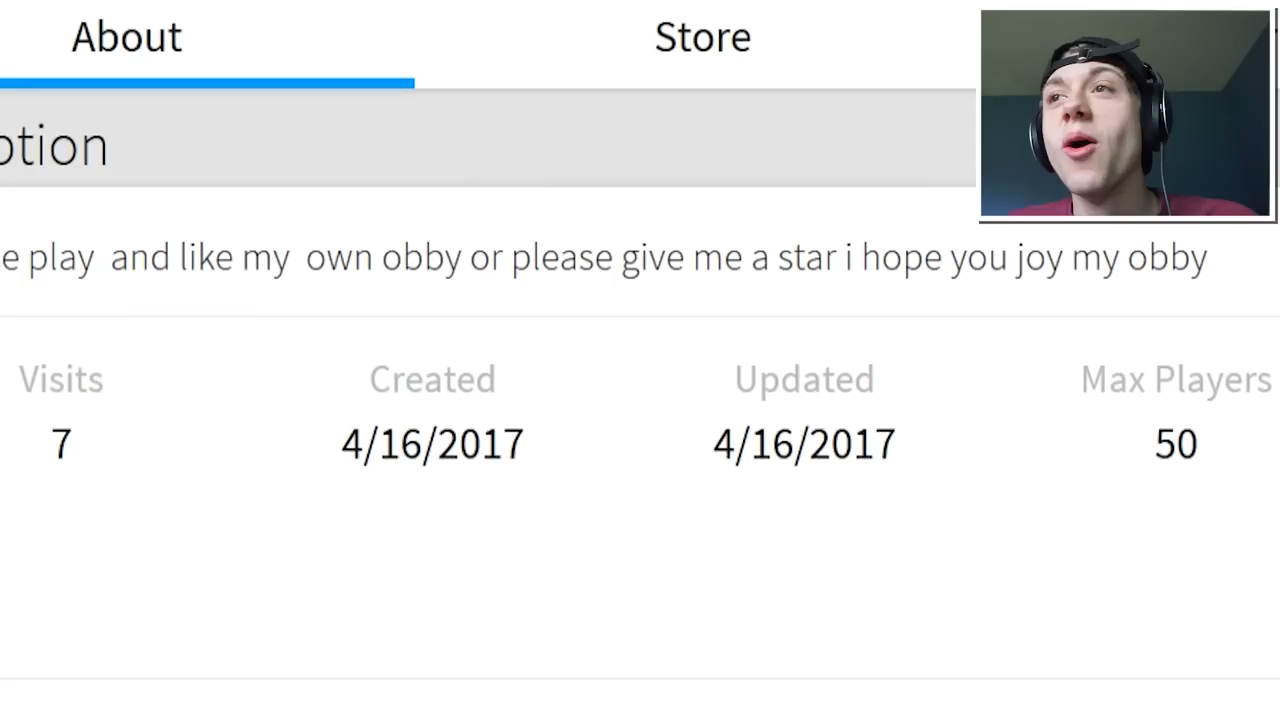 About Store
ption
e play and like my own obby or please give me a star i hope you joy my obby
Visits Created Updated Max Players
7 4/16/2017 4/16/2017 50